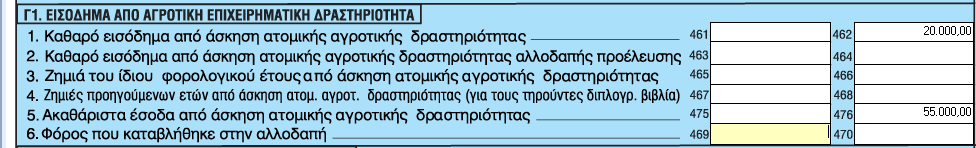 Γ1. ΕΙΣΟΔΗΜΑ ΑΠΟ ΑΓΡΟΤΙΚΗ ΕΠΙΧΕΙΡΗΜΑΤΙΚΗ ΔΡΑΣΤΗΡΙΟΤΗΤΑ
1. Καθαρό εισόδημα από άσκηση ατομικής αγροτικής δραστηριότητας 461 462 20.000,00
2. Καθαρό εισόδημα από άσκηση ατομικής αγροτικής δραστηριότητας αλλοδαπής προέλευσης 463 464
3. Ζημιά του ίδιου φορολογικού έτους από άσκηση ατομικής αγροτικής δραστηριότητας 465 466
4. Ζημιές προηγούμενων ετών από άσκηση ατομ. αγροτ. δραστηριότητας (για τους τηρούντες διπλογρ. βιβλία) 467 468
5. Ακαθάριστα έσοδα από άσκηση ατομικής αγροτικής δραστηριότητας 475 476 55.000,00
6. Φόρος που καταβλήθηκε στην αλλοδαπή 469 470